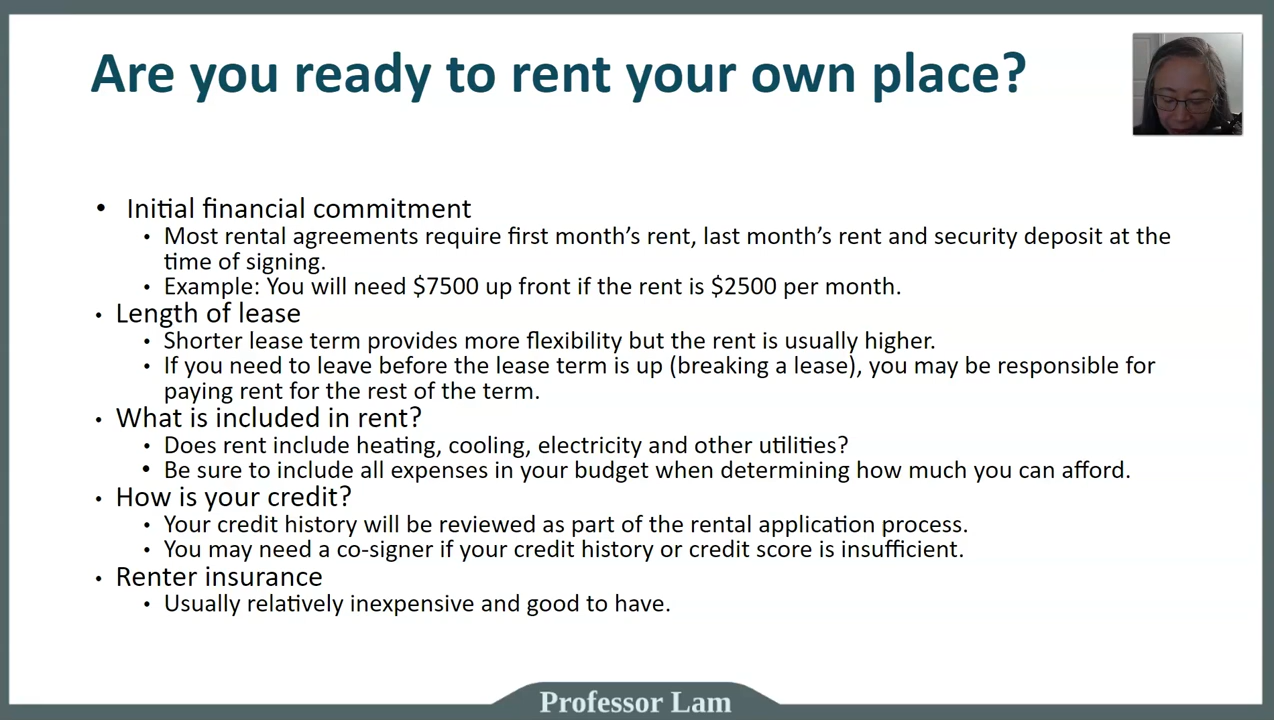 Are you ready to rent your own place?
• Initial financial commitment
• Most rental agreements require first month’s rent, last month’s rent and security deposit at the
time of signing.
• Example: You will need $7500 up front if the rent is $2500 per month.
• Length of lease
• Shorter lease term provides more flexibility but the rent is usually higher.
• If you need to leave before the lease term is up (breaking a lease), you may be responsible for
paying rent for the rest of the term.
• What is included in rent?
• Does rent include heating, cooling, electricity and other utilities?
• Be sure to include all expenses in your budget when determining how much you can afford.
• How is your credit?
• Your credit history will be reviewed as part of the rental application process.
• You may need a co-signer if your credit history or credit score is insufficient.
• Renter insurance
• Usually relatively inexpensive and good to have.
Professor Lam